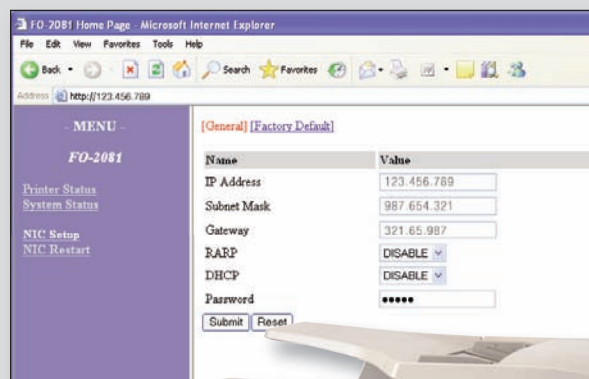 FO-2081 Home Page - Microsoft Internet Explorer
File Edit View Favorites Tools Help
Back Search Favorites
Address http://123.456.789
- MENU -
FO-2081
Printer Status
System Status
NIC Setup
NIC Restart
[General] [Factory Default]
Name Value
IP Address 123.456.789
Subnet Mask 987.654.321
Gateway 321.65.987
RARP DISABLE
DHCP DISABLE
Password •••••
Submit Reset